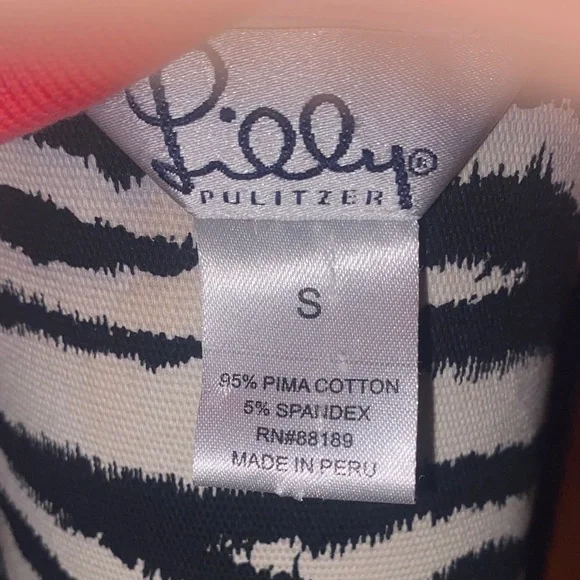 Lilly®
PULITZER
S
95% PIMA COTTON
5% SPANDEX
RN#88189
MADE IN PERU